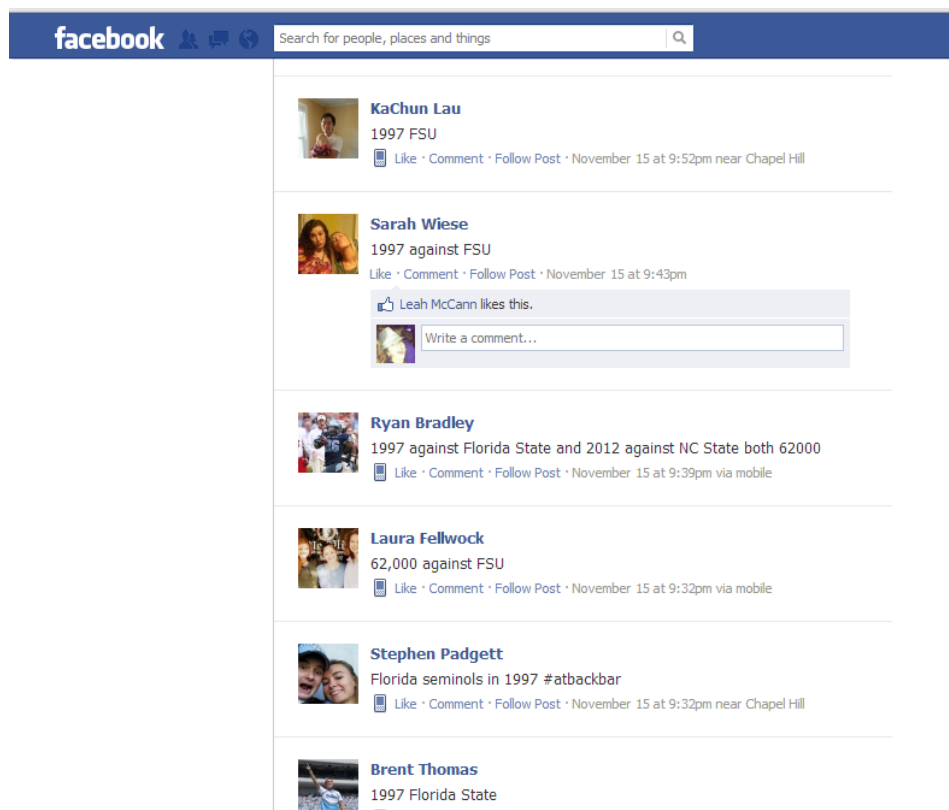 facebook
Search for people, places and things
KaChun Lau
1997 FSU
Like · Comment · Follow Post · November 15 at 9:52pm near Chapel Hill
Sarah Wiese
1997 against FSU
Like · Comment · Follow Post · November 15 at 9:43pm
Leah McCann likes this.
Write a comment...
Ryan Bradley
1997 against Florida State and 2012 against NC State both 62000
Like · Comment · Follow Post · November 15 at 9:39pm via mobile
Laura Fellwock
62,000 against FSU
Like · Comment · Follow Post · November 15 at 9:32pm via mobile
Stephen Padgett
Florida seminols in 1997 #atbackbar
Like · Comment · Follow Post · November 15 at 9:32pm near Chapel Hill
Brent Thomas
1997 Florida State